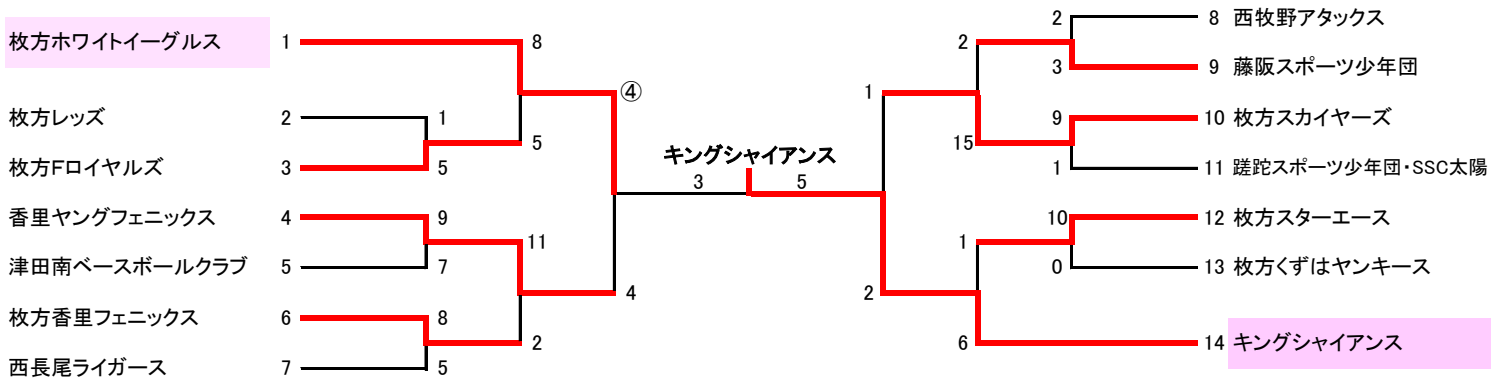 枚方ホワイトイーグルス 1 8
枚方レッズ 2 1
枚方Fロイヤルズ 3 5
5
④
香里ヤングフェニックス 4 9
津田南ベースボールクラブ 5 7
11
枚方香里フェニックス 6 8
西長尾ライガース 7 5
2
4
キングシャイアンス
3 5
2 8 西牧野アタックス
3 9 藤阪スポーツ少年団
2
9 10 枚方スカイヤーズ
1 11 蹉跎スポーツ少年団・SSC太陽
15
1
10 12 枚方スターエース
0 13 枚方くずはヤンキース
1
6 14 キングシャイアンス
2